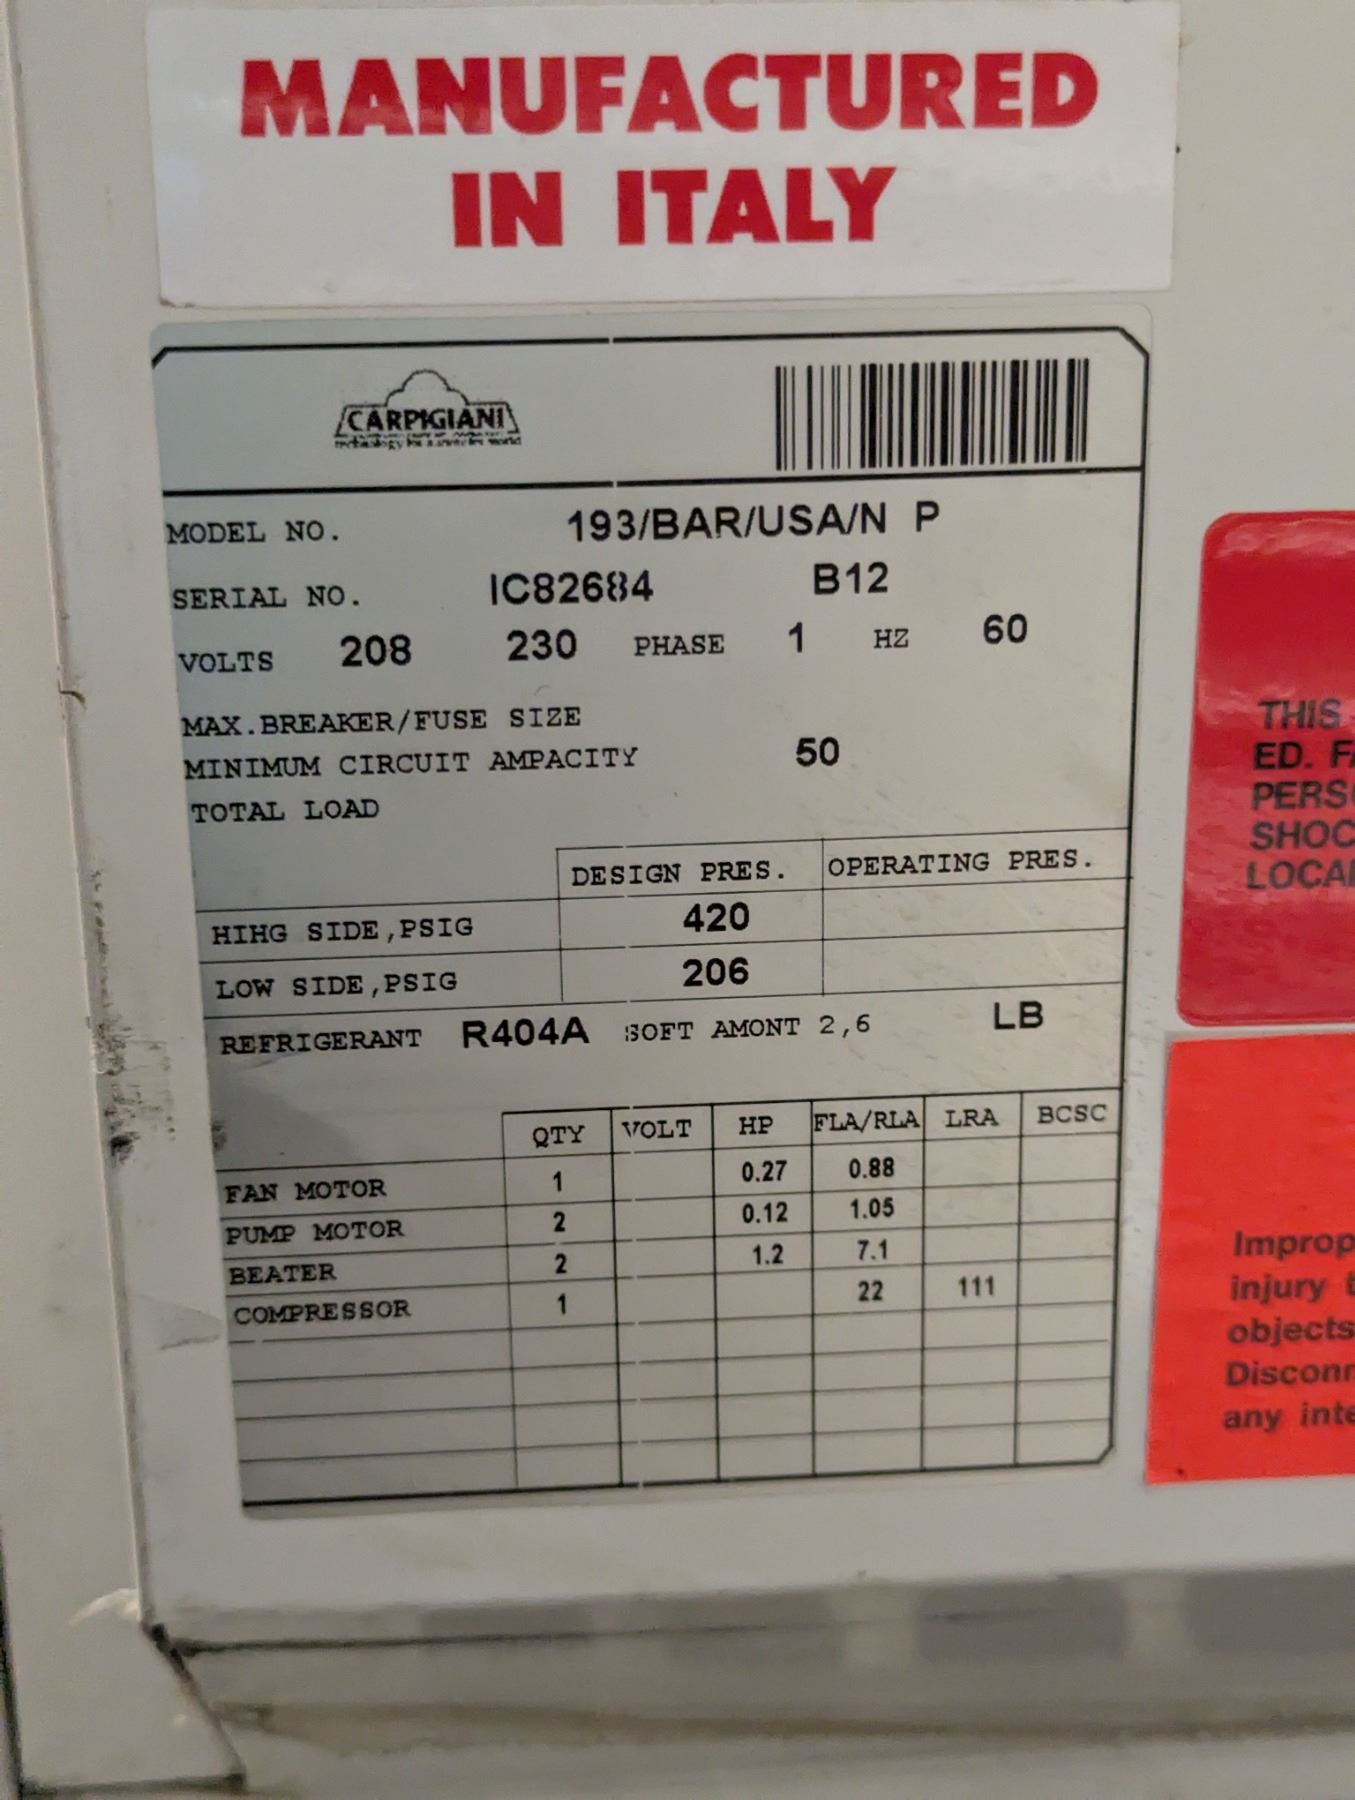 MANUFACTURED
IN ITALY
CARPIGIANI
MODEL NO. 193/BAR/USA/N P
SERIAL NO. IC82684 B12
VOLTS 208 230 PHASE 1 HZ 60
MAX.BREAKER/FUSE SIZE
MINIMUM CIRCUIT AMPACITY 50
TOTAL LOAD
DESIGN PRES. OPERATING PRES.
HIHG SIDE,PSIG 420
LOW SIDE,PSIG 206
REFRIGERANT R404A SOFT AMONT 2,6 LB
QTY VOLT HP FLA/RLA LRA BCSC
FAN MOTOR 1 0.27 0.88
PUMP MOTOR 2 0.12 1.05
BEATER 2 1.2 7.1
COMPRESSOR 1 22 111
THIS
ED.
PERS
SHOC
LOCA
Improp
injury
objects
Disconn
any inte